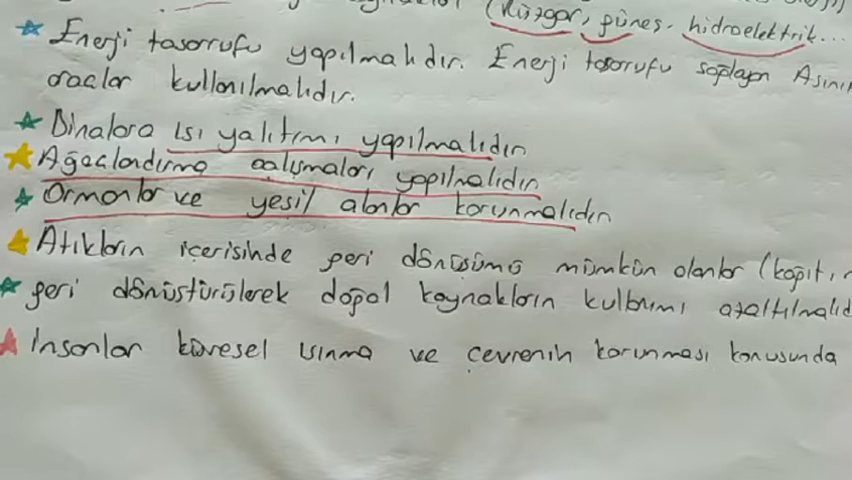 (Rüzgar, güneş, hidroelektrik...
Enerji tasarrufu yapılmalıdır. Enerji tasarrufu sağlayan
araçlar kullanılmalıdır.
Binalara ısı yalıtımı yapılmalıdır
Ağaçlandırma çalışmaları yapılmalıdır
Ormanlar ve yeşil alanlar korunmalıdır
Atıkların içerisinde geri dönüşümü mümkün olanlar (kağıt,
geri dönüştürülerek doğal kaynakların kullanımı azaltılmalıd
İnsanlar küresel ısınma ve çevrenin korunması konusunda